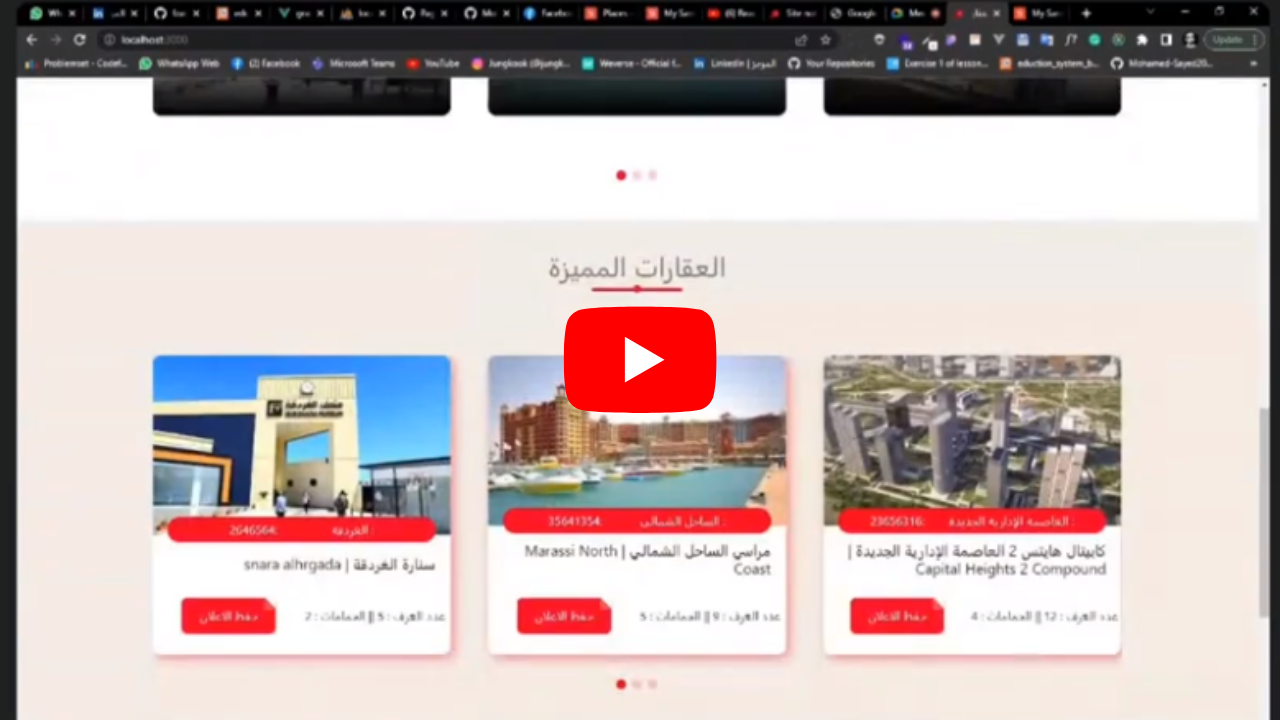 Update
localhost:3000
Problemset - Codef...
WhatsApp Web
(2) Facebook
Microsoft Teams
YouTube
Jungkook (@jungk...
Weverse - Official f...
LinkedIn | الموجز
Your Repositories
Exercise 1 of lesson...
eduction_system_b...
Mohamed-Sayed20...
العقارات المميزة
العاصمة الإدارية الجديدة : 23656316:
كابيتال هايتس 2 العاصمة الإدارية الجديدة |
Capital Heights 2 Compound
عدد الغرف : 12 || الحمامات : 4
حفظ الاعلان
الساحل الشمالى : 35641354:
مراسي الساحل الشمالي | Marassi North
Coast
عدد الغرف : 9 || الحمامات : 5
حفظ الاعلان
الغردقة : 2646564:
سنارة الغردقة | snara alhrgada
عدد الغرف : 5 || الحمامات : 2
حفظ الاعلان